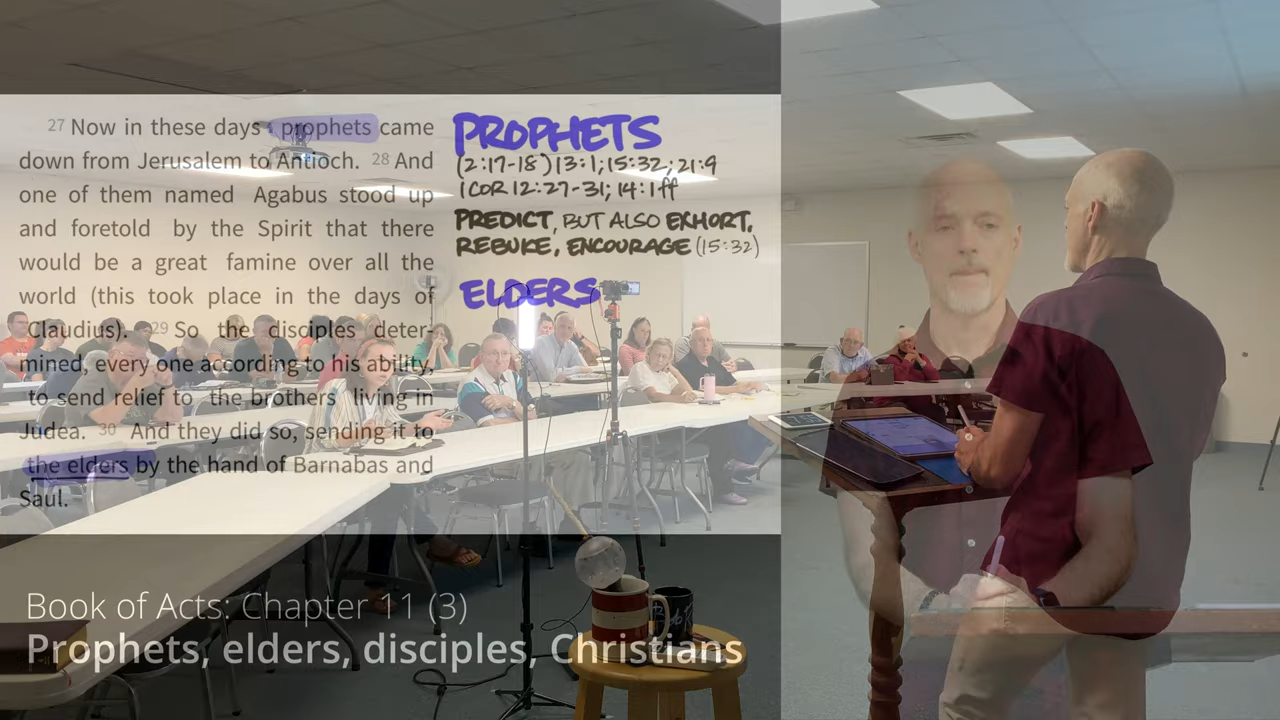 27 Now in these days prophets came
down from Jerusalem to Antioch. 28 And
one of them named Agabus stood up
and foretold by the Spirit that there
would be a great famine over all the
world (this took place in the days of
Claudius). 29 So the disciples deter-
mined, every one according to his ability,
to send relief to the brothers living in
Judea. 30 And they did so, sending it to
the elders by the hand of Barnabas and
Saul.
PROPHETS
(2:17-18) 13:1; 15:32; 21:9
1 COR 12:27-31; 14:1ff
PREDICT, BUT ALSO EXHORT,
REBUKE, ENCOURAGE (15:32)
ELDERS
Book of Acts: Chapter 11 (3)
Prophets, elders, disciples, Christians